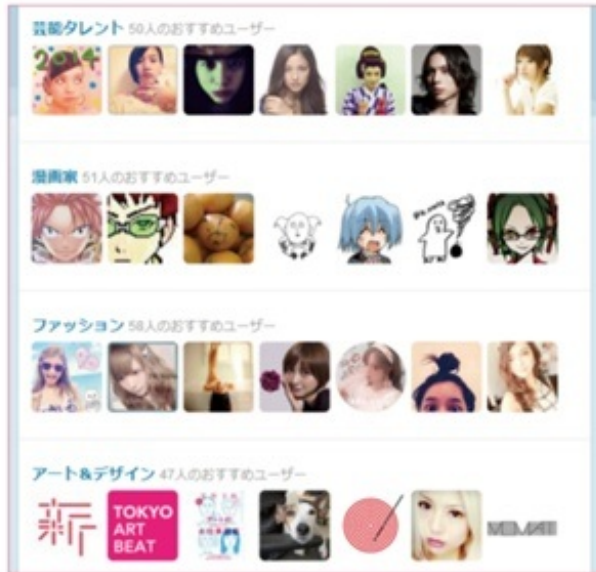 芸能タレント 50人のおすすめユーザー
2014
漫画家 51人のおすすめユーザー
ファッション 58人のおすすめユーザー
アート&デザイン 47人のおすすめユーザー
新
TOKYO
ART
BEAT